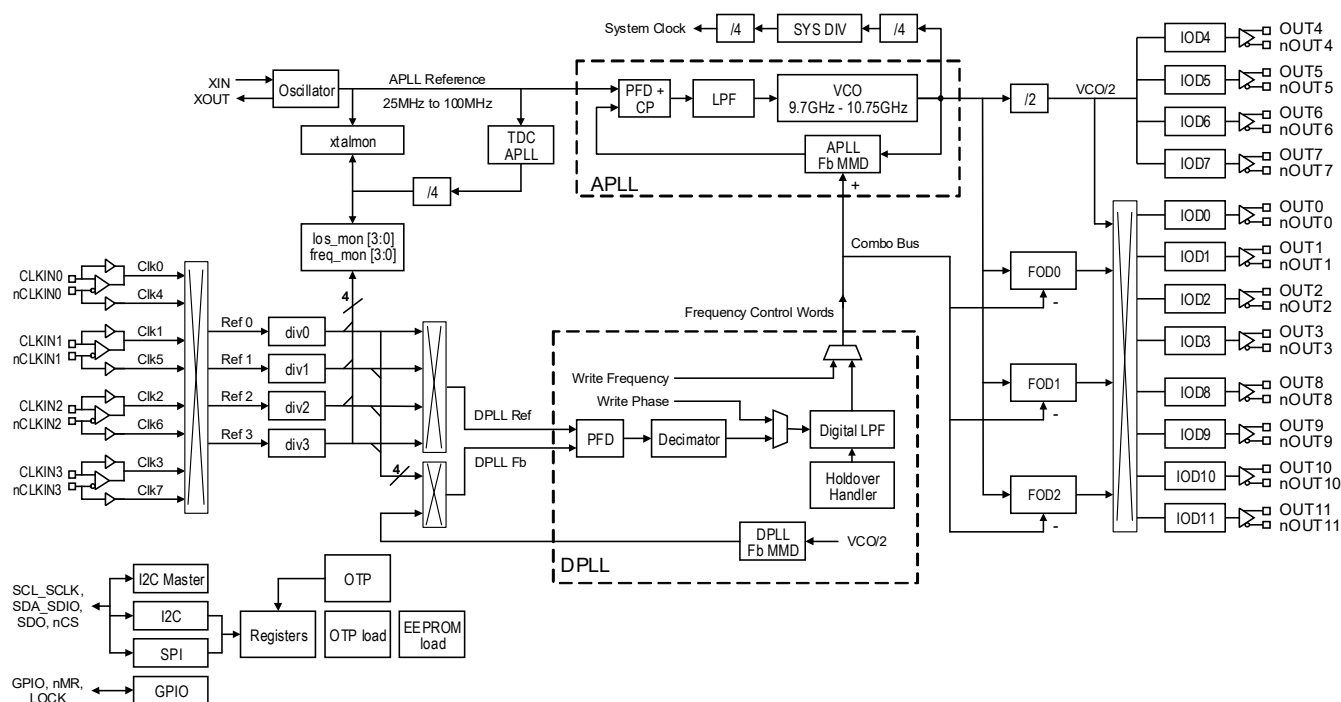 System Clock
/4
SYS DIV
/4
XIN
XOUT
Oscillator
APLL Reference
25MHz to 100MHz
PFD +
CP
LPF
VCO
9.7GHz - 10.75GHz
/2
VCO/2
xtalmon
TDC
APLL
/4
APLL
Fb MMD
+
APLL
los_mon [3:0]
freq_mon [3:0]
Combo Bus
4
Frequency Control Words
CLKIN0
nCLKIN0
Clk0
Clk4
CLKIN1
nCLKIN1
Clk1
Clk5
CLKIN2
nCLKIN2
Clk2
Clk6
CLKIN3
nCLKIN3
Clk3
Clk7
Ref 0
div0
Ref 1
div1
Ref 2
div2
Ref 3
div3
4
DPLL Ref
DPLL Fb
Write Frequency
Write Phase
PFD
Decimator
Digital LPF
Holdover
Handler
DPLL
Fb MMD
VCO/2
DPLL
FOD0
-
FOD1
-
FOD2
-
IOD4
OUT4
nOUT4
IOD5
OUT5
nOUT5
IOD6
OUT6
nOUT6
IOD7
OUT7
nOUT7
IOD0
OUT0
nOUT0
IOD1
OUT1
nOUT1
IOD2
OUT2
nOUT2
IOD3
OUT3
nOUT3
IOD8
OUT8
nOUT8
IOD9
OUT9
nOUT9
IOD10
OUT10
nOUT10
IOD11
OUT11
nOUT11
SCL_SCLK,
SDA_SDIO,
SDO, nCS
I2C Master
I2C
SPI
Registers
OTP
OTP load
EEPROM
load
GPIO, nMR,
LOCK
GPIO